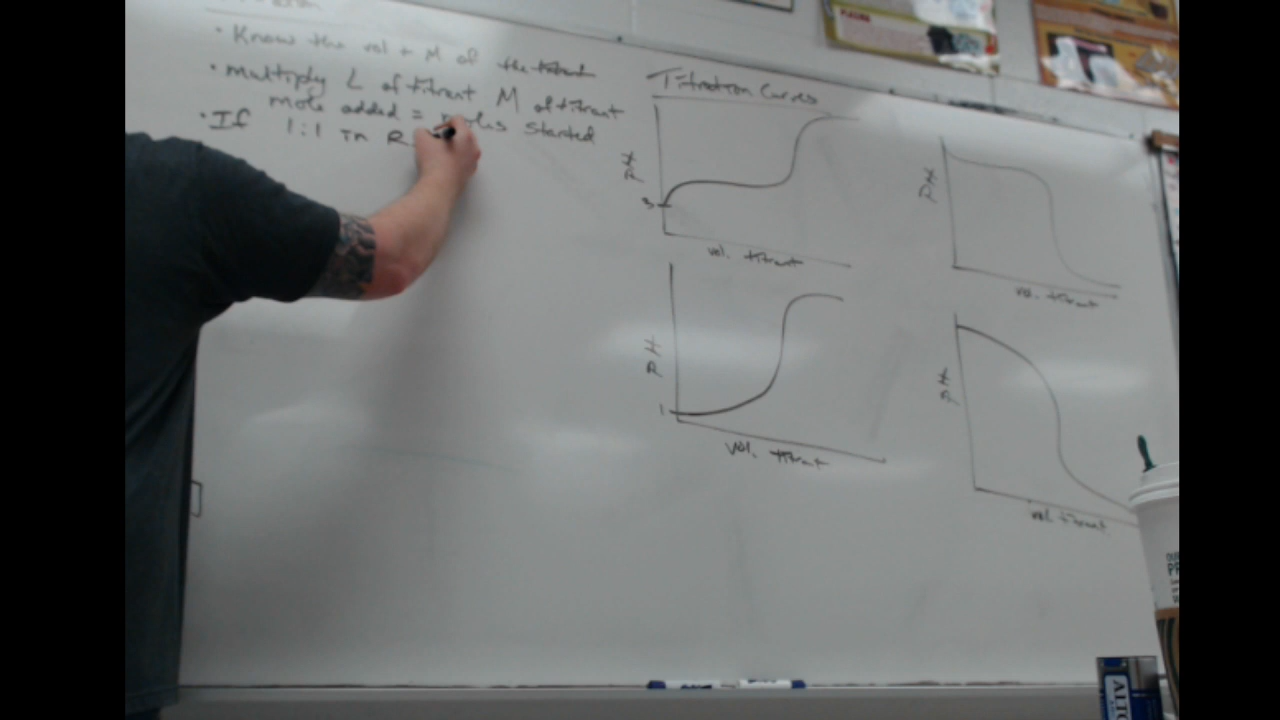 • Know the vol + M of the titrant
• Multiply L of titrant M of titrant
mole added = moles started
• If 1:1 in R
Titration Curves
PH
3
vol. titrant
PH
vol. titrant
PH
1
Vol. titrant
PH
vol. titrant